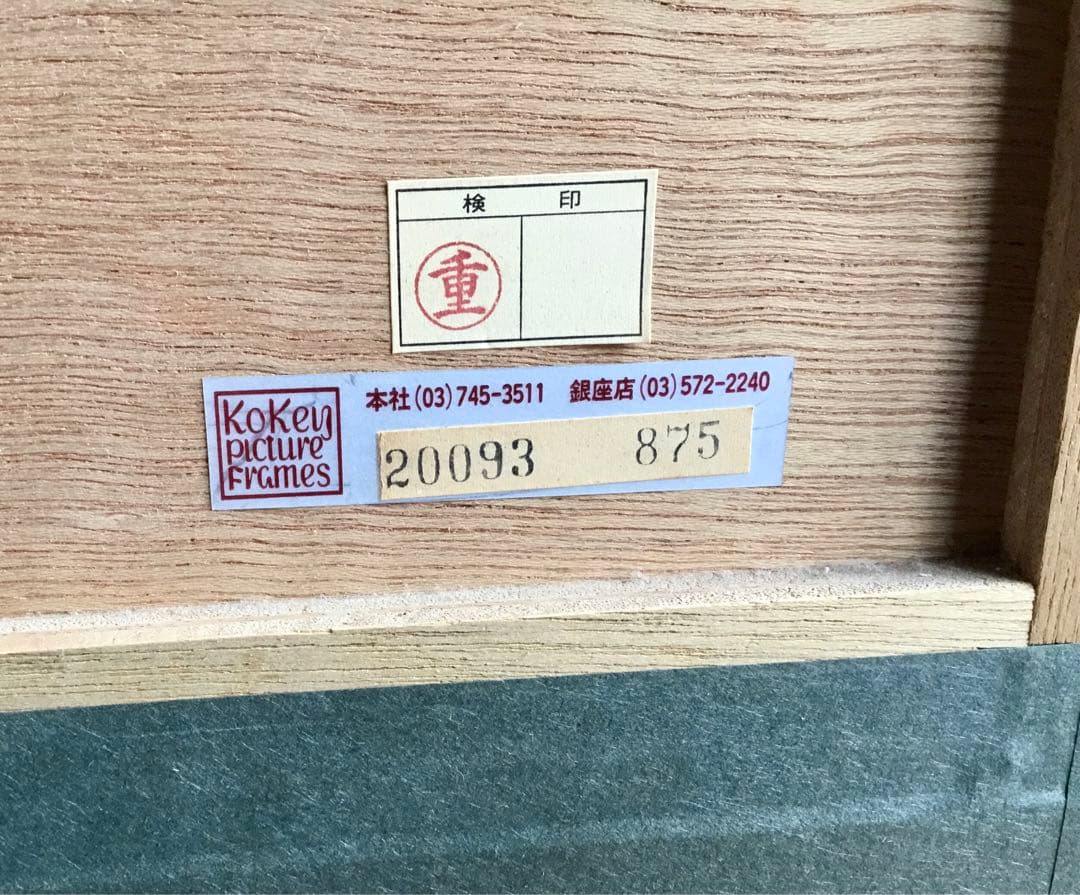 検 印
重
KoKey
picture
Frames
本社(03)745-3511 銀座店(03)572-2240
20093 875